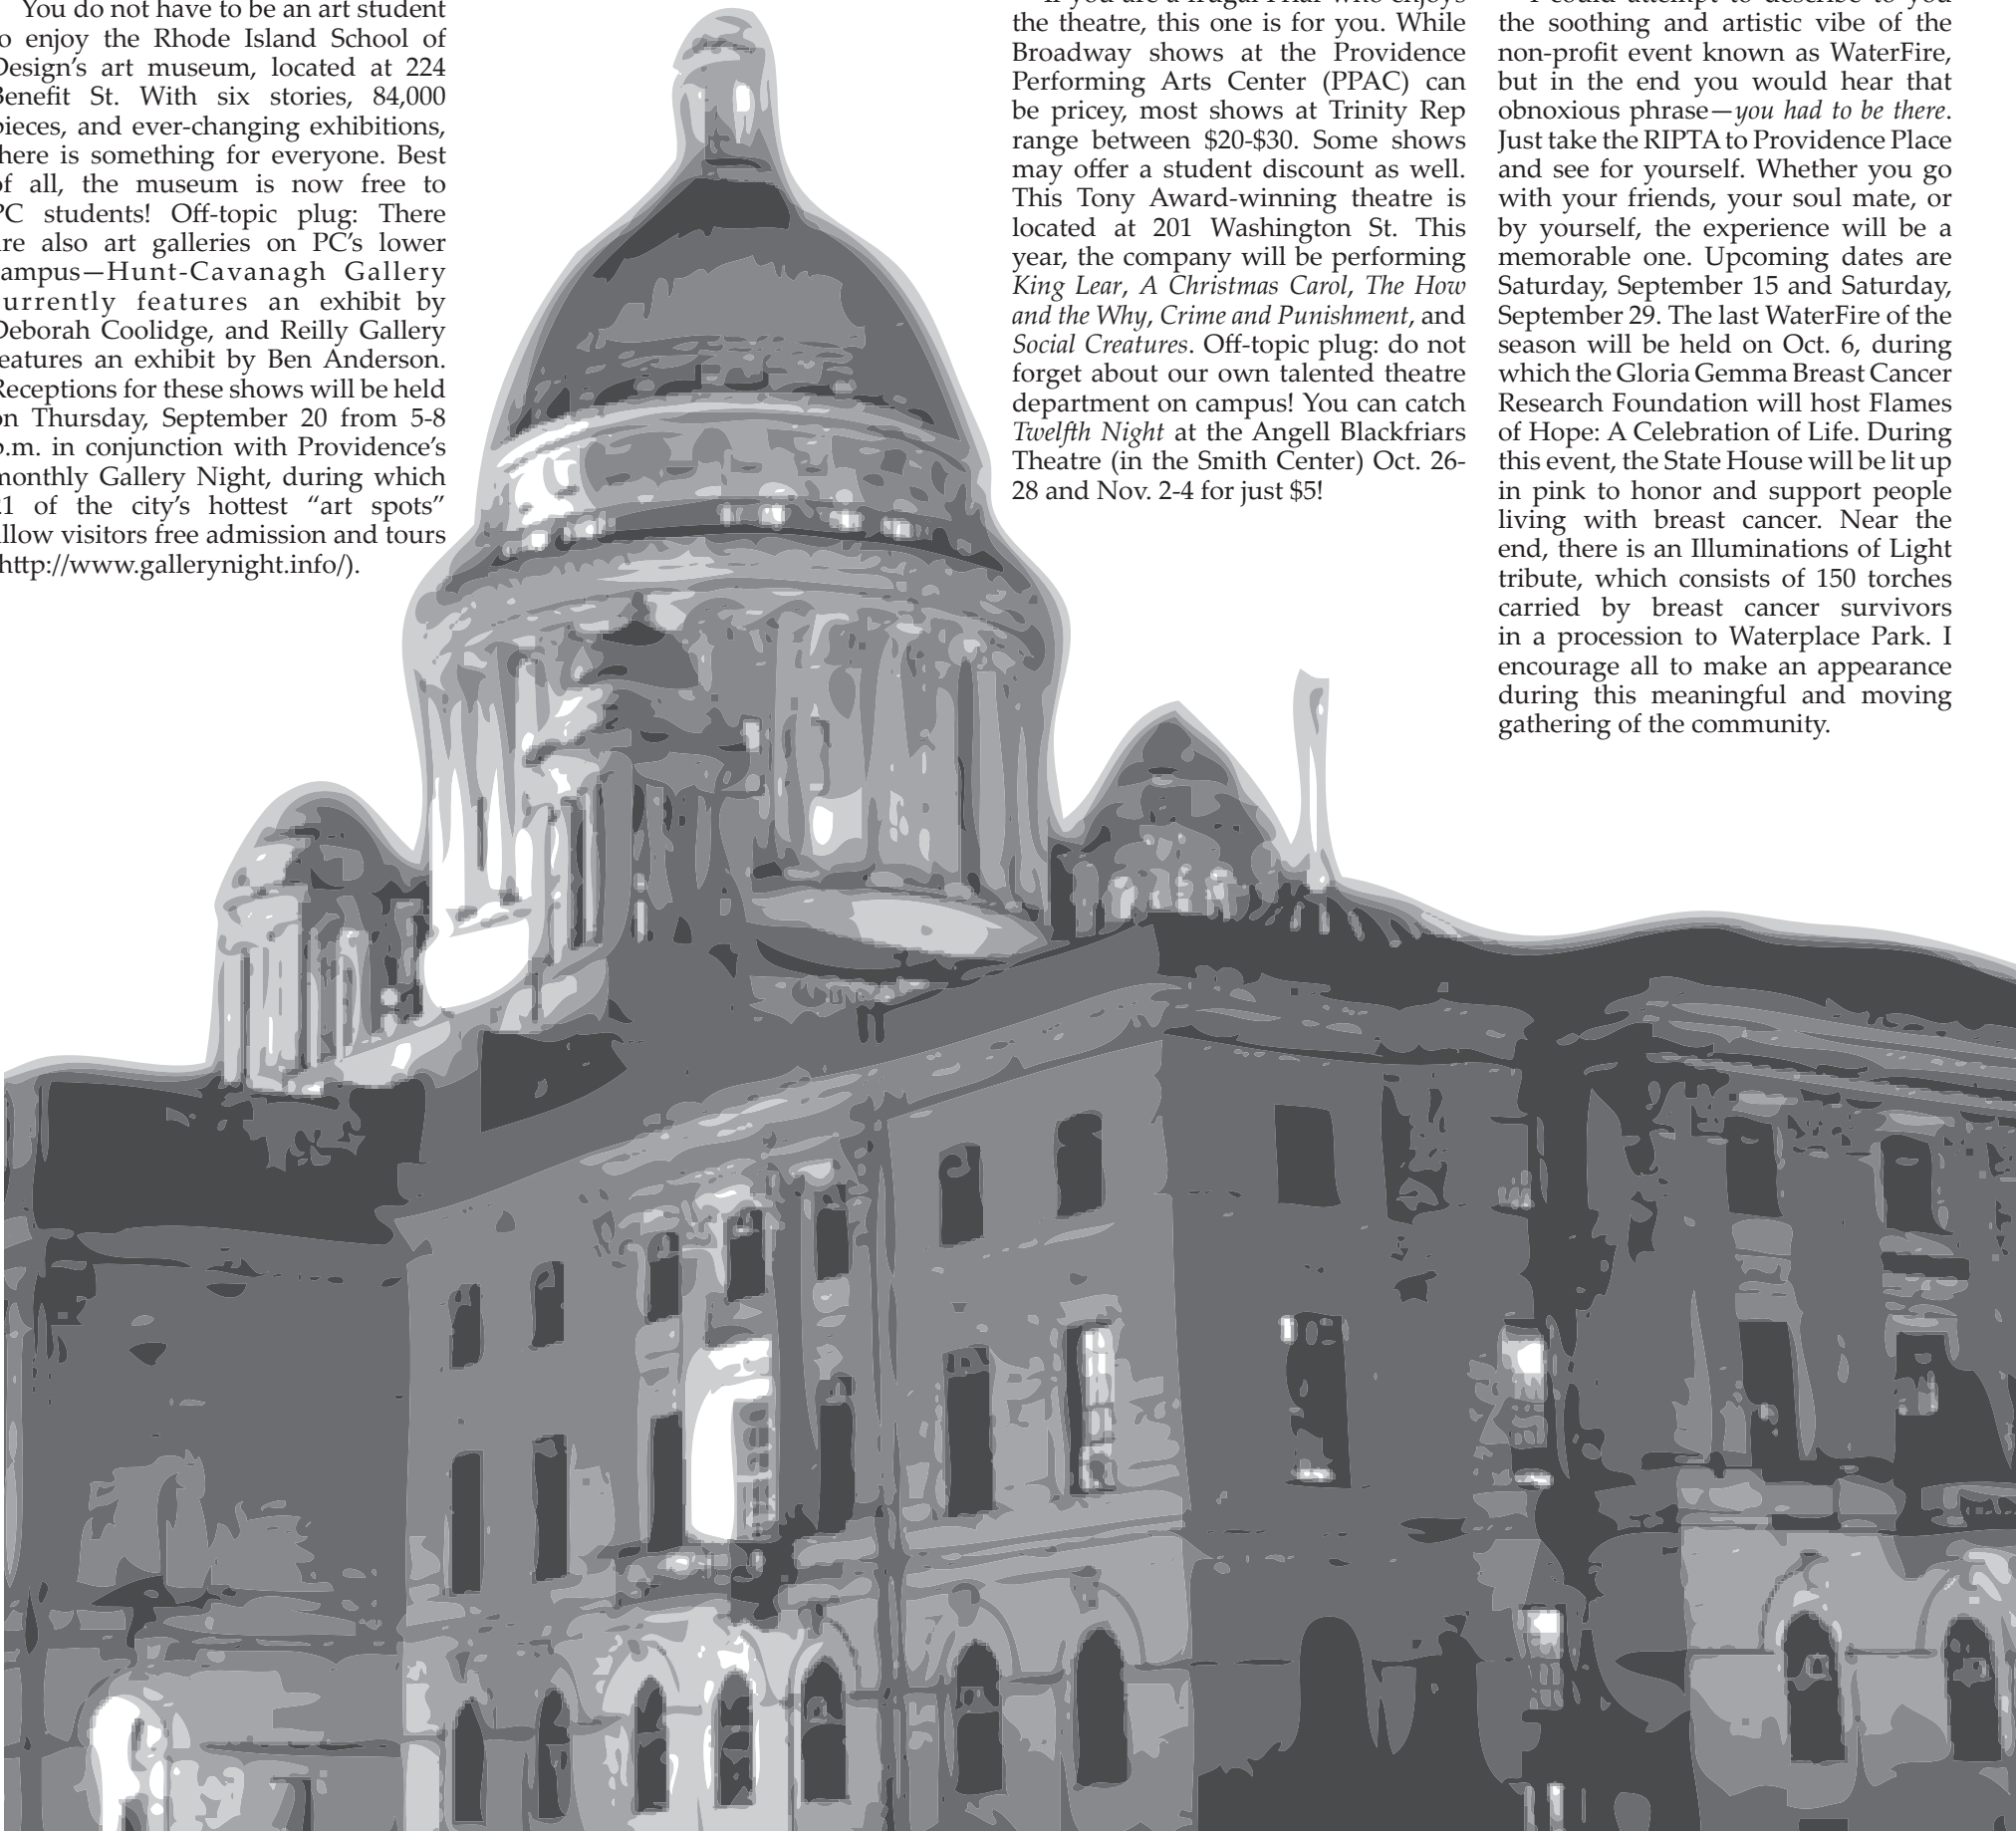 You do not have to be an art student
o enjoy the Rhode Island School of
Design's art museum, located at 224
Benefit St. With six stories, 84,000
pieces, and ever-changing exhibitions,
there is something for everyone. Best
of all, the museum is now free to
PC students! Off-topic plug: There
are also art galleries on PC's lower
ampus—Hunt-Cavanagh Gallery
urrently features an exhibit by
Deborah Coolidge, and Reilly Gallery
eatures an exhibit by Ben Anderson.
Receptions for these shows will be held
on Thursday, September 20 from 5-8
p.m. in conjunction with Providence's
monthly Gallery Night, during which
21 of the city's hottest "art spots"
allow visitors free admission and tours
http://www.gallerynight.info/).
If you are a frugal Friar who enjoys
the theatre, this one is for you. While
Broadway shows at the Providence
Performing Arts Center (PPAC) can
be pricey, most shows at Trinity Rep
range between $20-$30. Some shows
may offer a student discount as well.
This Tony Award-winning theatre is
located at 201 Washington St. This
year, the company will be performing
King Lear, A Christmas Carol, The How
and the Why, Crime and Punishment, and
Social Creatures. Off-topic plug: do not
forget about our own talented theatre
department on campus! You can catch
Twelfth Night at the Angell Blackfriars
Theatre (in the Smith Center) Oct. 26-
28 and Nov. 2-4 for just $5!
I could attempt to describe to you
the soothing and artistic vibe of the
non-profit event known as WaterFire,
but in the end you would hear that
obnoxious phrase—you had to be there.
Just take the RIPTA to Providence Place
and see for yourself. Whether you go
with your friends, your soul mate, or
by yourself, the experience will be a
memorable one. Upcoming dates are
Saturday, September 15 and Saturday,
September 29. The last WaterFire of the
season will be held on Oct. 6, during
which the Gloria Gemma Breast Cancer
Research Foundation will host Flames
of Hope: A Celebration of Life. During
this event, the State House will be lit up
in pink to honor and support people
living with breast cancer. Near the
end, there is an Illuminations of Light
tribute, which consists of 150 torches
carried by breast cancer survivors
in a procession to Waterplace Park. I
encourage all to make an appearance
during this meaningful and moving
gathering of the community.